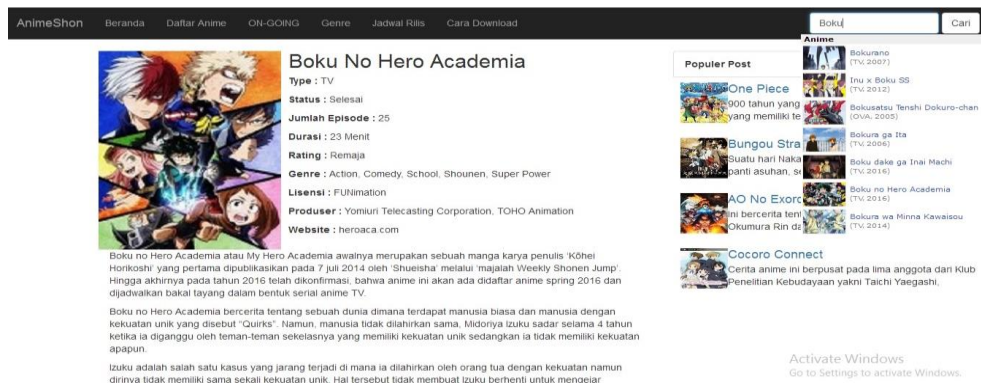 AnimeShon Beranda Daftar Anime ON-GOING Genre Jadwal Rilis Cara Download Boku Cari
Boku No Hero Academia
Type : TV
Status : Selesai
Jumlah Episode : 25
Durasi : 23 Menit
Rating : Remaja
Genre : Action, Comedy, School, Shounen, Super Power
Lisensi : FUNimation
Produser : Yomiuri Telecasting Corporation, TOHO Animation
Website : heroaca.com
Boku no Hero Academia atau My Hero Academia awalnya merupakan sebuah manga karya penulis 'Kōhei
Horikoshi' yang pertama dipublikasikan pada 7 juli 2014 oleh 'Shueisha' melalui 'majalah Weekly Shonen Jump'.
Hingga akhirnya pada tahun 2016 telah dikonfirmasi, bahwa anime ini akan ada didaftar anime spring 2016 dan
dijadwalkan bakal tayang dalam bentuk serial anime TV.
Boku no Hero Academia bercerita tentang sebuah dunia dimana terdapat manusia biasa dan manusia dengan
kekuatan unik yang disebut "Quirks". Namun, manusia tidak dilahirkan sama, Midoriya Izuku sadar selama 4 tahun
ketika ia diganggu oleh teman-teman sekelasnya yang memiliki kekuatan unik sedangkan ia tidak memiliki kekuatan
apapun.
Izuku adalah salah satu kasus yang jarang terjadi di mana ia dilahirkan oleh orang tua dengan kekuatan namun
dirinya tidak memiliki sama sekali kekuatan unik. Hal tersebut tidak membuat Izuku berhenti untuk mengejar
Populer Post
One Piece
900 tahun yang
yang memiliki te
Bungou Stra
Suatu hari Naka
panti asuhan, se
AO No Exorc
Ini bercerita tent
Okumura Rin da
Cocoro Connect
Cerita anime ini berpusat pada lima anggota dari Klub
Penelitian Kebudayaan yakni Taichi Yaegashi,
Anime
Bokurano
(TV, 2007)
Inu x Boku SS
(TV, 2012)
Bokusatsu Tenshi Dokuro-chan
(OVA, 2005)
Bokura ga Ita
(TV, 2006)
Boku dake ga Inai Machi
(TV, 2016)
Boku no Hero Academia
(TV, 2016)
Bokura wa Minna Kawaisou
(TV, 2014)
Activate Windows
Go to Settings to activate Windows.